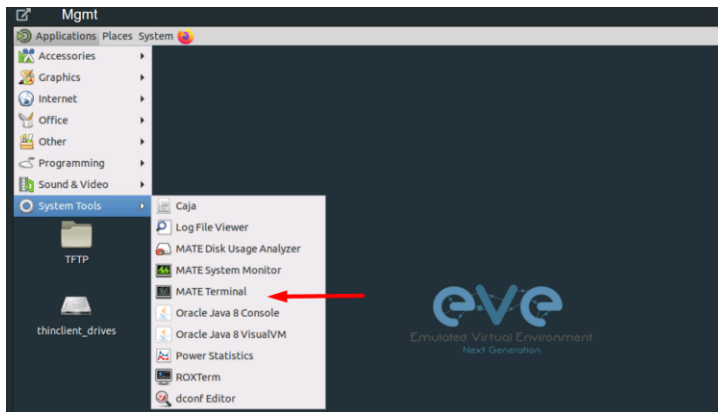 Mgmt
Applications Places System
Accessories
Graphics
Internet
Office
Other
Programming
Sound & Video
System Tools
Caja
Log File Viewer
MATE Disk Usage Analyzer
MATE System Monitor
MATE Terminal
Oracle Java 8 Console
Oracle Java 8 VisualVM
Power Statistics
ROXTerm
dconf Editor
TFTP
thinclient_drives
eve
Emulated Virtual Environment
Next Generation